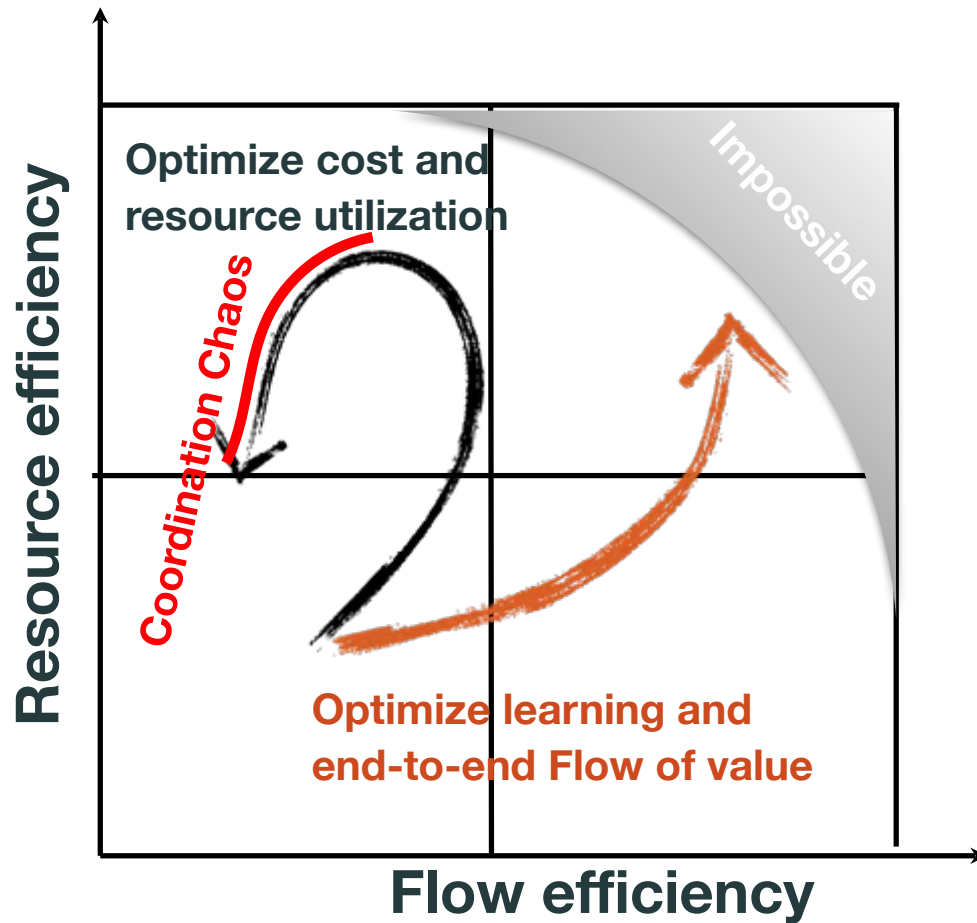 Optimize cost and
resource utilization
Impossible
Coordination Chaos
Resource efficiency
Optimize learning and
end-to-end Flow of value
Flow efficiency